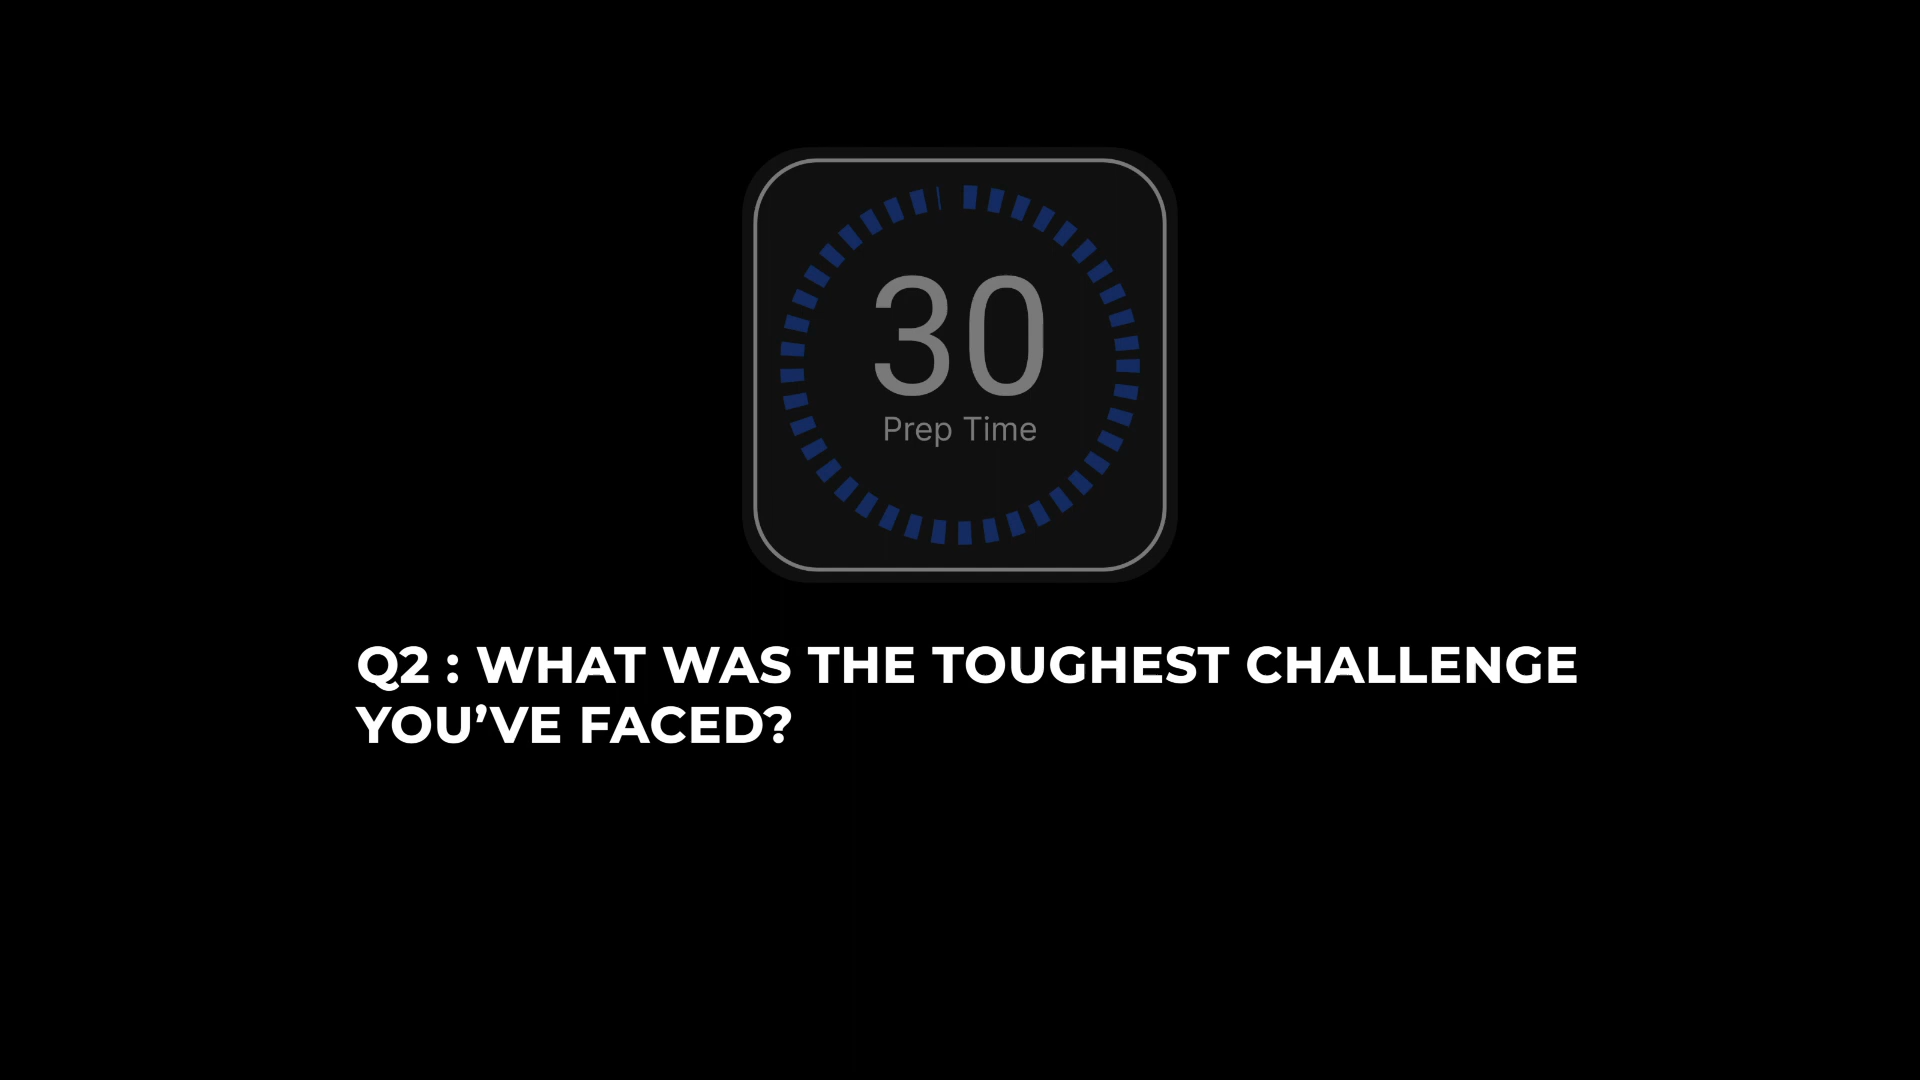 30
Prep Time
Q2 : WHAT WAS THE TOUGHEST CHALLENGE
YOU’VE FACED?